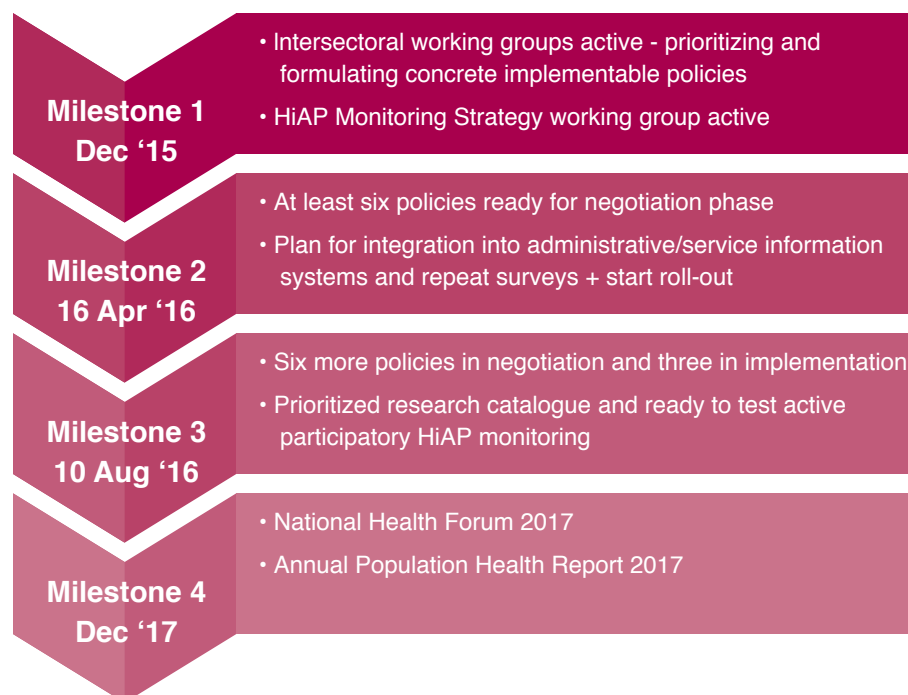 Milestone 1
Dec ‘15
• Intersectoral working groups active - prioritizing and
formulating concrete implementable policies
• HiAP Monitoring Strategy working group active
Milestone 2
16 Apr ‘16
• At least six policies ready for negotiation phase
• Plan for integration into administrative/service information
systems and repeat surveys + start roll-out
Milestone 3
10 Aug ‘16
• Six more policies in negotiation and three in implementation
• Prioritized research catalogue and ready to test active
participatory HiAP monitoring
Milestone 4
Dec ‘17
• National Health Forum 2017
• Annual Population Health Report 2017